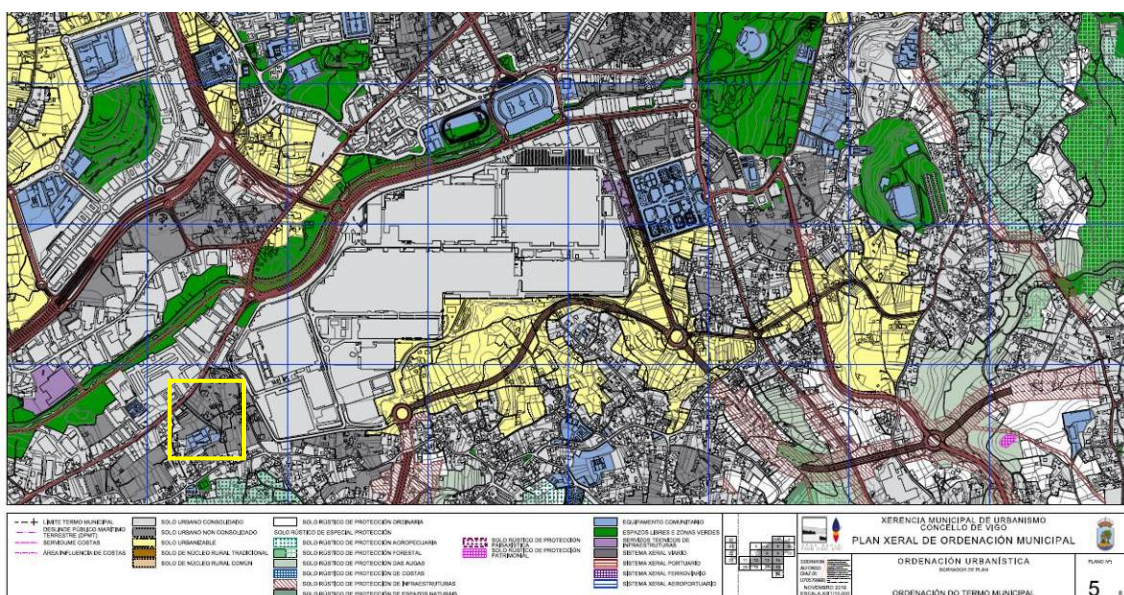 LÍMITE TERMO MUNICIPAL
DESLINDE PÚBLICO MARÍTIMO
TERRESTRE (DPMT)
SERVIDUME COSTAS
ÁREA INFLUENCIA DE COSTAS
SOLO URBANO CONSOLIDADO
SOLO URBANO NON CONSOLIDADO
SOLO URBANIZABLE
SOLO DE NÚCLEO RURAL TRADICIONAL
SOLO DE NÚCLEO RURAL COMÚN
SOLO RÚSTICO DE PROTECCIÓN ORDINARIA
SOLO RÚSTICO DE ESPECIAL PROTECCIÓN
SOLO RÚSTICO DE PROTECCIÓN AGROPECUARIA
SOLO RÚSTICO DE PROTECCIÓN FORESTAL
SOLO RÚSTICO DE PROTECCIÓN DAS AUGAS
SOLO RÚSTICO DE PROTECCIÓN DE COSTAS
SOLO RÚSTICO DE PROTECCIÓN DE INFRAESTRUTURAS
SOLO RÚSTICO DE PROTECCIÓN DE ESPAZOS NATURAIS
SOLO RÚSTICO DE PROTECCIÓN
PAISAXÍSTICA
SOLO RÚSTICO DE PROTECCIÓN
PATRIMONIAL
EQUIPAMENTO COMUNITARIO
ESPAZOS LIBRES E ZONAS VERDES
SERVIZOS TÉCNICOS DE
INFRAESTRUTURAS
SISTEMA XERAL VIARIO
SISTEMA XERAL PORTUARIO
SISTEMA XERAL FERROVIARIO
SISTEMA XERAL AEROPORTUARIO
XERENCIA MUNICIPAL DE URBANISMO
CONCELLO DE VIGO
PLAN XERAL DE ORDENACIÓN MUNICIPAL
ORDENACIÓN URBANÍSTICA
BORRADOR DE PLAN
NOVEMBRO 2019
ORDENACIÓN DO TERMO MUNICIPAL
PLANO Nº:
5